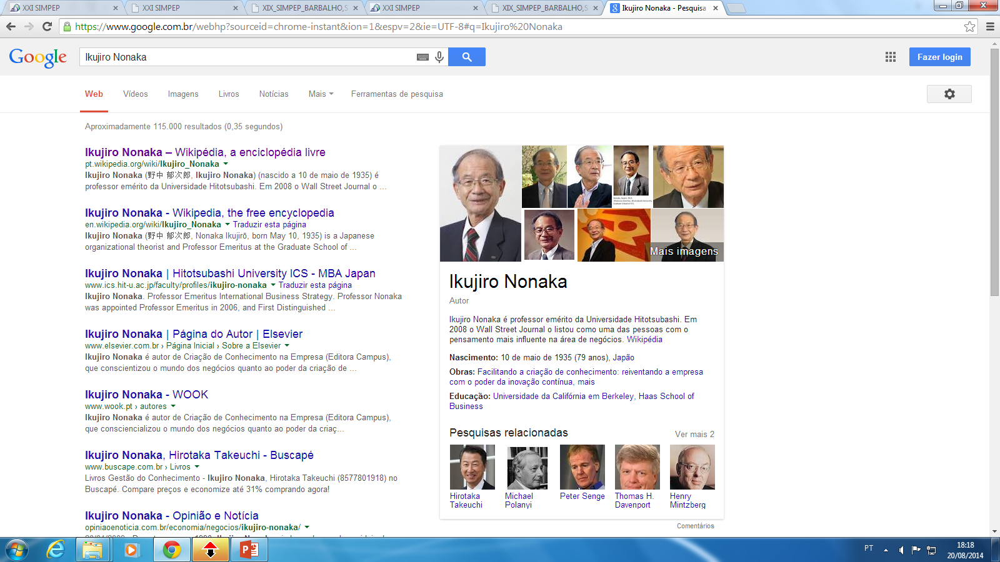 XXI SIMPEP
XXI SIMPEP
XIX_SIMPEP_BARBALHO,S
XXI SIMPEP
XIX_SIMPEP_BARBALHO,S
Ikujiro Nonaka - Pesquisa
https://www.google.com.br/webhp?sourceid=chrome-instant&ion=1&espv=2&ie=UTF-8#q=Ikujiro%20Nonaka
Google
Ikujiro Nonaka
Fazer login
Web
Vídeos
Imagens
Livros
Notícias
Mais
Ferramentas de pesquisa
Aproximadamente 115.000 resultados (0,35 segundos)
Ikujiro Nonaka – Wikipédia, a enciclopédia livre
pt.wikipedia.org/wiki/Ikujiro_Nonaka
Ikujiro Nonaka (野中 郁次郎, Ikujiro Nonaka) (nascido a 10 de maio de 1935) é
professor emérito da Universidade Hitotsubashi. Em 2008 o Wall Street Journal o ...
Ikujiro Nonaka - Wikipedia, the free encyclopedia
en.wikipedia.org/wiki/Ikujiro_Nonaka Traduzir esta página
Ikujiro Nonaka (野中 郁次郎, Nonaka Ikujirō, born May 10, 1935) is a Japanese
organizational theorist and Professor Emeritus at the Graduate School of ...
Ikujiro Nonaka | Hitotsubashi University ICS - MBA Japan
www.ics.hit-u.ac.jp/faculty/profiles/ikujiro-nonaka Traduzir esta página
Ikujiro Nonaka. Professor Emeritus International Business Strategy. Professor Nonaka
was appointed Professor Emeritus in 2006, and First Distinguished ...
Ikujiro Nonaka | Página do Autor | Elsevier
www.elsevier.com.br › Página Inicial › Sobre a Elsevier
Ikujiro Nonaka é autor de Criação de Conhecimento na Empresa (Editora Campus),
que conscientizou o mundo dos negócios quanto ao poder da criação de ...
Ikujiro Nonaka - WOOK
www.wook.pt › autores
Ikujiro Nonaka é autor de Criação de Conhecimento na Empresa (Editora Campus),
que consciencializou o mundo dos negócios quanto ao poder da criaç...
Ikujiro Nonaka, Hirotaka Takeuchi - Buscapé
www.buscape.com.br › Livros
Livros Gestão do Conhecimento - Ikujiro Nonaka, Hirotaka Takeuchi (8577801918) no
Buscapé. Compare preços e economize até 31% comprando agora!
Ikujiro Nonaka - Opinião e Notícia
opiniaoenoticia.com.br/economia/negocios/ikujiro-nonaka/
Mais imagens
Ikujiro Nonaka
Autor
Ikujiro Nonaka é professor emérito da Universidade Hitotsubashi. Em
2008 o Wall Street Journal o listou como uma das pessoas com o
pensamento mais influente na área de negócios. Wikipédia
Nascimento: 10 de maio de 1935 (79 anos), Japão
Obras: Facilitando a criação de conhecimento: reiventando a empresa
com o poder da inovação contínua, mais
Educação: Universidade da Califórnia em Berkeley, Haas School of
Business
Pesquisas relacionadas
Ver mais 2
Hirotaka
Takeuchi
Michael
Polanyi
Peter Senge
Thomas H.
Davenport
Henry
Mintzberg
Comentários
PT
18:18
20/08/2014